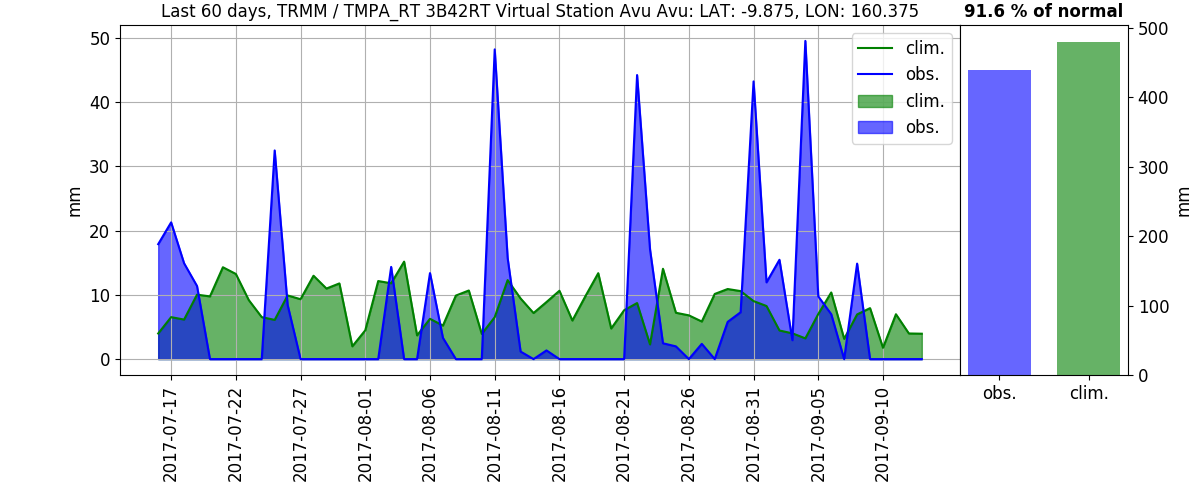 Last 60 days, TRMM / TMPA_RT 3B42RT Virtual Station Avu Avu: LAT: -9.875, LON: 160.375
91.6 % of normal
50
40
30
20
10
0
mm
clim.
obs.
clim.
obs.
500
400
300
200
100
0
mm
2017-07-17
2017-07-22
2017-07-27
2017-08-01
2017-08-06
2017-08-11
2017-08-16
2017-08-21
2017-08-26
2017-08-31
2017-09-05
2017-09-10
obs.
clim.